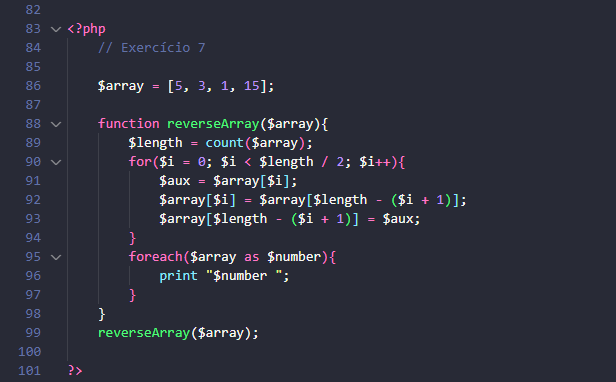 82
83 <?php
84 // Exercício 7
85
86 $array = [5, 3, 1, 15];
87
88 function reverseArray($array){
89 $length = count($array);
90 for($i = 0; $i < $length / 2; $i++){
91 $aux = $array[$i];
92 $array[$i] = $array[$length - ($i + 1)];
93 $array[$length - ($i + 1)] = $aux;
94 }
95 foreach($array as $number){
96 print "$number ";
97 }
98 }
99 reverseArray($array);
100
101 ?>